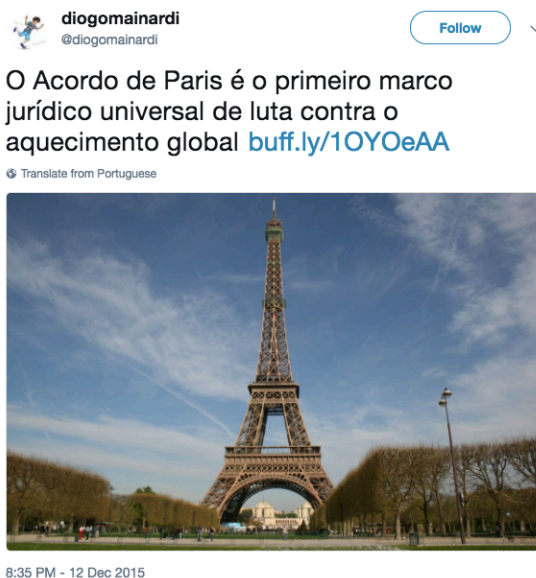 diogomainardi
@diogomainardi
Follow
O Acordo de Paris é o primeiro marco
jurídico universal de luta contra o
aquecimento global buff.ly/1OYOeAA
Translate from Portuguese
8:35 PM - 12 Dec 2015